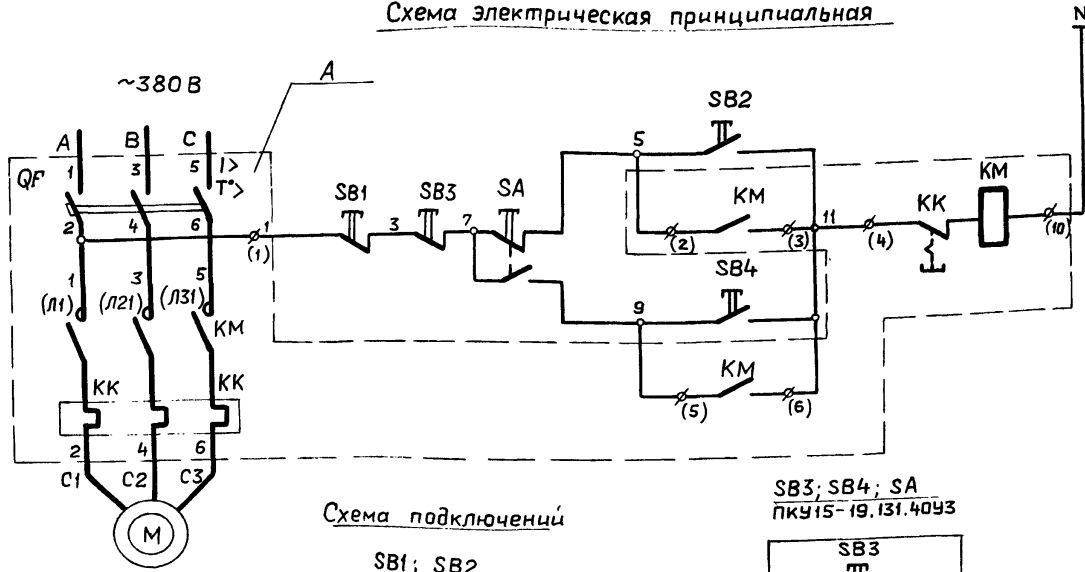 Схема электрическая принципиальная
N
~380 В
A
A B C
1 3 5 I>
QF T°>
SB2
5
SB1 SB3 SA
KM
KK KM
2 4 6
1 3 7
(1) (2) (3) 11 (4) (10)
SB4
1 3 5
(Л1) (Л21) (Л31)
KM
9
KM
KK KK
(5) (6)
2 4 6
C1 C2 C3
M
Схема подключений
SB1; SB2
SB3; SB4; SA
ПКУ15-19.131.40У3
SB3